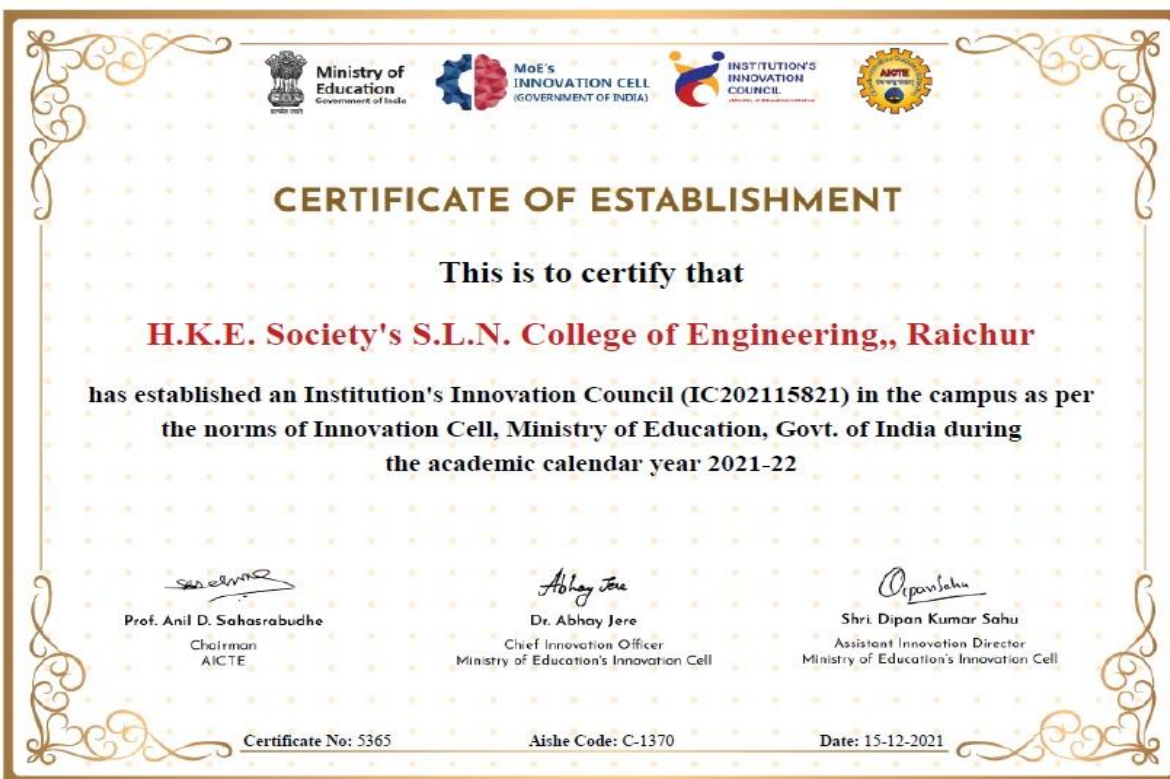 Ministry of
Education
Government of India
MoE's
INNOVATION CELL
(GOVERNMENT OF INDIA)
INSTITUTION'S
INNOVATION
COUNCIL
(Ministry of Education Initiative)
AICTE
CERTIFICATE OF ESTABLISHMENT
This is to certify that
H.K.E. Society's S.L.N. College of Engineering,, Raichur
has established an Institution's Innovation Council (IC202115821) in the campus as per
the norms of Innovation Cell, Ministry of Education, Govt. of India during
the academic calendar year 2021-22
Abhay Jere
Prof. Anil D. Sahasrabudhe
Chairman
AICTE
Dr. Abhay Jere
Chief Innovation Officer
Ministry of Education's Innovation Cell
Shri. Dipan Kumar Sahu
Assistant Innovation Director
Ministry of Education's Innovation Cell
Certificate No: 5365
Aishe Code: C-1370
Date: 15-12-2021